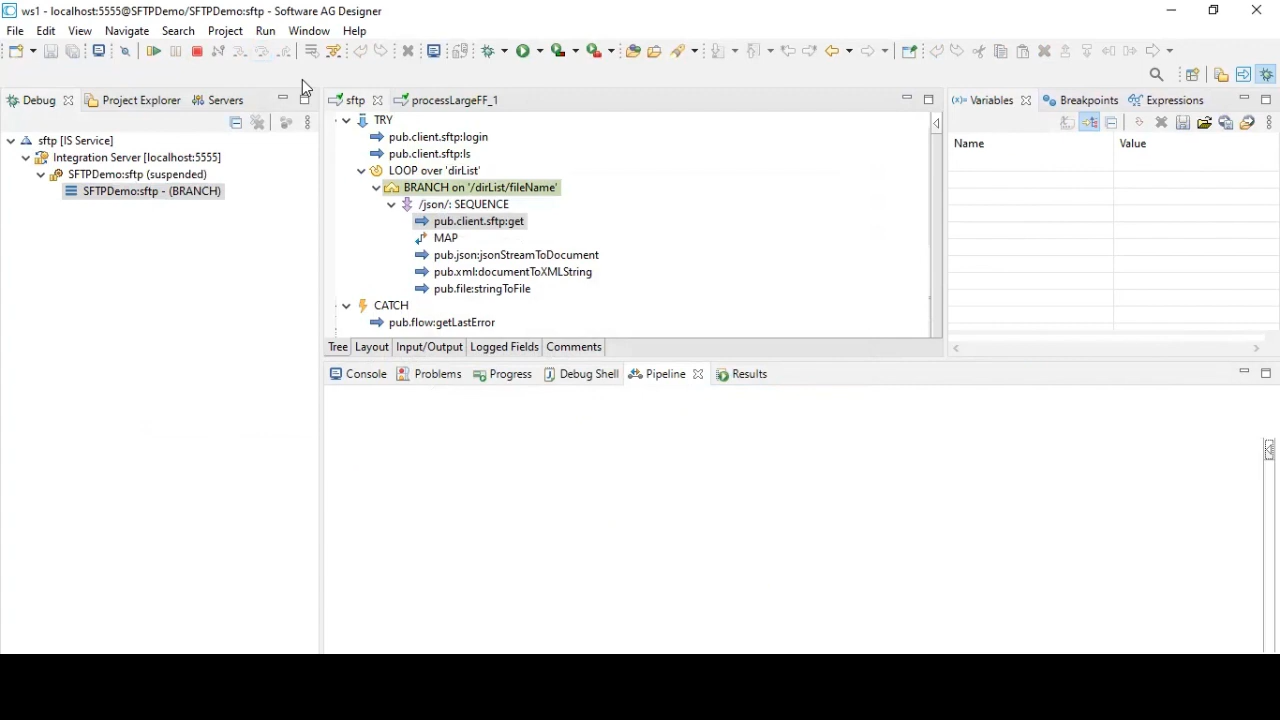 ws1 - localhost:5555@SFTPDemo/SFTPDemo:sftp - Software AG Designer
File Edit View Navigate Search Project Run Window Help
Debug Project Explorer Servers
sftp [IS Service]
Integration Server [localhost:5555]
SFTPDemo:sftp (suspended)
SFTPDemo:sftp - (BRANCH)
sftp processLargeFF_1
TRY
pub.client.sftp:login
pub.client.sftp:ls
LOOP over 'dirList'
BRANCH on '/dirList/fileName'
/json/: SEQUENCE
pub.client.sftp:get
MAP
pub.json:jsonStreamToDocument
pub.xml:documentToXMLString
pub.file:stringToFile
CATCH
pub.flow:getLastError
Tree Layout Input/Output Logged Fields Comments
(x)= Variables Breakpoints Expressions
Name Value
Console Problems Progress Debug Shell Pipeline Results